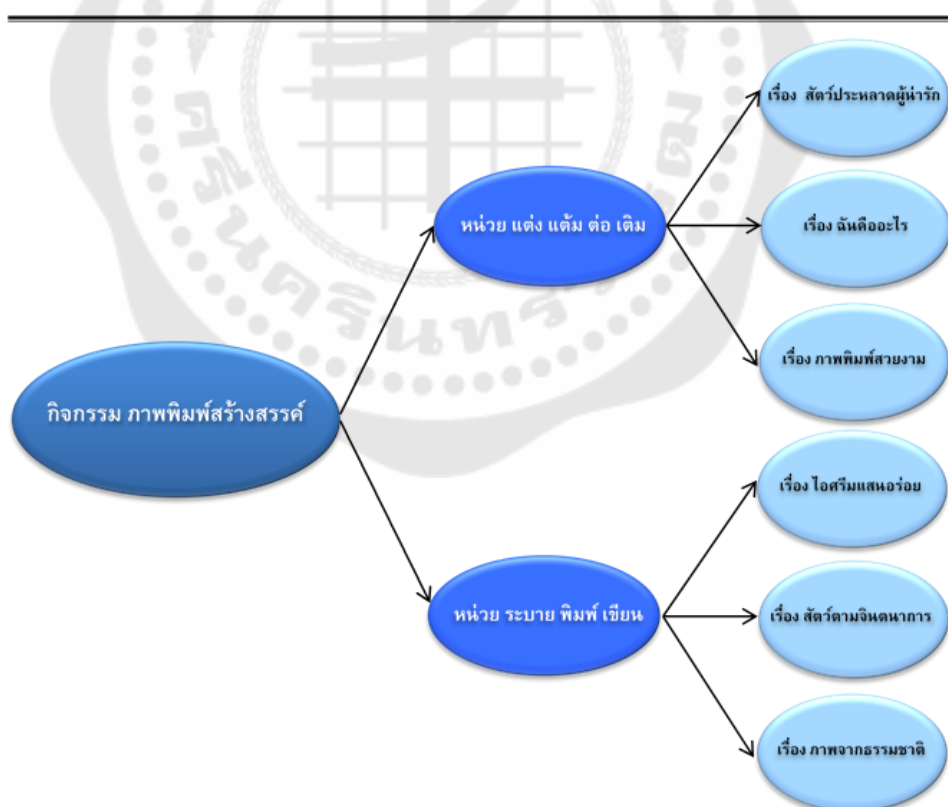 กิจกรรม ภาพพิมพ์สร้างสรรค์
หน่วย แต่ง แต้ม ต่อ เติม
เรื่อง สัตว์ประหลาดผู้น่ารัก
เรื่อง ฉันคืออะไร
เรื่อง ภาพพิมพ์สวยงาม
หน่วย ระบาย พิมพ์ เขียน
เรื่อง ไอศรีมแสนอร่อย
เรื่อง สัตว์ตามจินตนาการ
เรื่อง ภาพจากธรรมชาติ